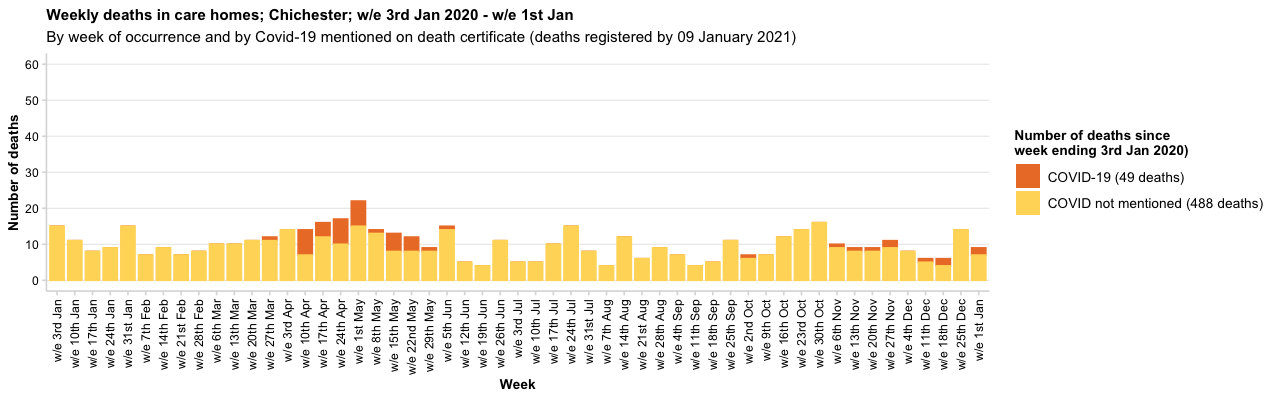 Weekly deaths in care homes; Chichester; w/e 3rd Jan 2020 - w/e 1st Jan
By week of occurrence and by Covid-19 mentioned on death certificate (deaths registered by 09 January 2021)
Number of deaths
60
50
40
30
20
10
0
w/e 3rd Jan
w/e 10th Jan
w/e 17th Jan
w/e 24th Jan
w/e 31st Jan
w/e 7th Feb
w/e 14th Feb
w/e 21st Feb
w/e 28th Feb
w/e 6th Mar
w/e 13th Mar
w/e 20th Mar
w/e 27th Mar
w/e 3rd Apr
w/e 10th Apr
w/e 17th Apr
w/e 24th Apr
w/e 1st May
w/e 8th May
w/e 15th May
w/e 22nd May
w/e 29th May
w/e 5th Jun
w/e 12th Jun
w/e 19th Jun
w/e 26th Jun
w/e 3rd Jul
w/e 10th Jul
w/e 17th Jul
w/e 24th Jul
w/e 31st Jul
w/e 7th Aug
w/e 14th Aug
w/e 21st Aug
w/e 28th Aug
w/e 4th Sep
w/e 11th Sep
w/e 18th Sep
w/e 25th Sep
w/e 2nd Oct
w/e 9th Oct
w/e 16th Oct
w/e 23rd Oct
w/e 30th Oct
w/e 6th Nov
w/e 13th Nov
w/e 20th Nov
w/e 27th Nov
w/e 4th Dec
w/e 11th Dec
w/e 18th Dec
w/e 25th Dec
w/e 1st Jan
Week
Number of deaths since
week ending 3rd Jan 2020)
COVID-19 (49 deaths)
COVID not mentioned (488 deaths)